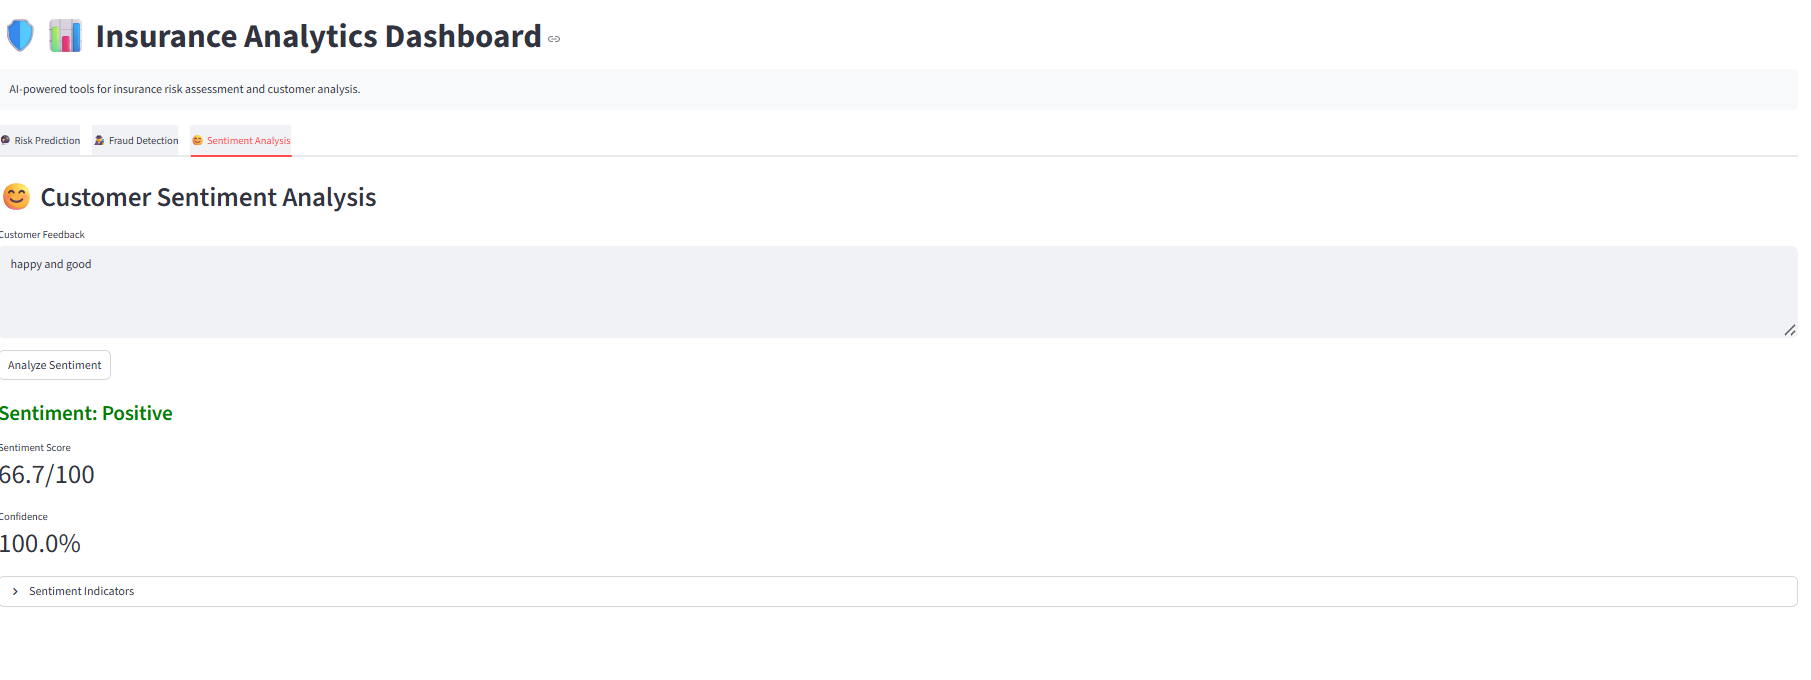 Insurance Analytics Dashboard
AI-powered tools for insurance risk assessment and customer analysis.
Risk Prediction Fraud Detection Sentiment Analysis
Customer Sentiment Analysis
Customer Feedback
happy and good
Analyze Sentiment
Sentiment: Positive
Sentiment Score
66.7/100
Confidence
100.0%
Sentiment Indicators